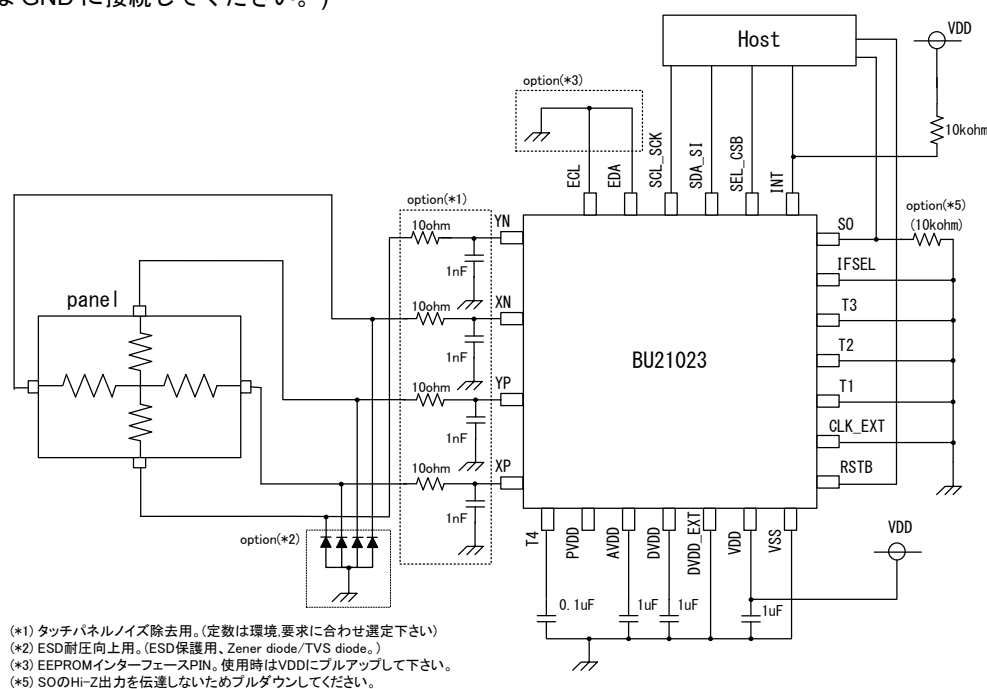 は GND に接続してください。)
Host
VDD
option(*3)
10kohm
ECL
EDA
SCL_SCK
SDA_SI
SEL_CSB
INT
option(*1)
option(*5)
(10kohm)
10ohm
YN
1nF
SO
IFSEL
panel
10ohm
XN
1nF
T3
BU21023
T2
10ohm
YP
1nF
T1
CLK_EXT
10ohm
XP
1nF
RSTB
option(*2)
T4
PVDD
AVDD
DVDD
DVDD_EXT
VDD
VSS
VDD
0.1uF
1uF
1uF
1uF
(*1) タッチパネルノイズ除去用。(定数は環境,要求に合わせ選定下さい)
(*2) ESD耐圧向上用。(ESD保護用、Zener diode/TVS diode。)
(*3) EEPROMインターフェースPIN。使用時はVDDにプルアップして下さい。
(*5) SOのHi-Z出力を伝達しないためプルダウンしてください。